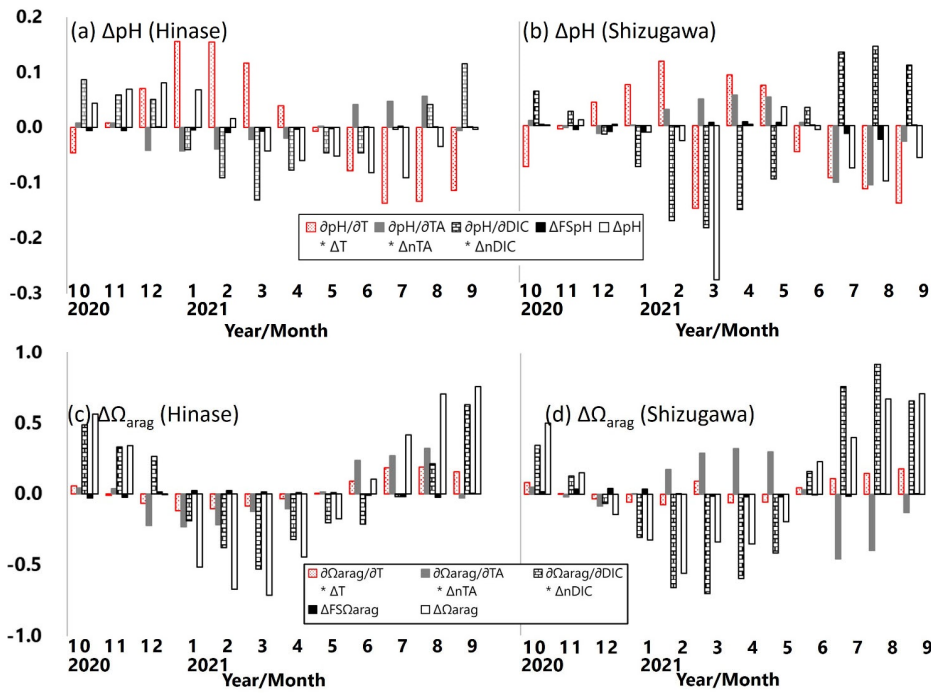 (a) ΔpH (Hinase)
(b) ΔpH (Shizugawa)
0.2
0.1
0.0
-0.1
-0.2
-0.3
∂pH/∂T ∂pH/∂TA ∂pH/∂DIC ΔFSpH ΔpH
* ΔT * ΔnTA * ΔnDIC
10 11 12 1 2 3 4 5 6 7 8 9
2020 2021
Year/Month
10 11 12 1 2 3 4 5 6 7 8 9
2020 2021
Year/Month
(c) ΔΩarag (Hinase)
(d) ΔΩarag (Shizugawa)
1.0
0.5
0.0
-0.5
-1.0
∂Ωarag/∂T ∂Ωarag/∂TA ∂Ωarag/∂DIC
* ΔT * ΔnTA * ΔnDIC
ΔFSΩarag ΔΩarag
10 11 12 1 2 3 4 5 6 7 8 9
2020 2021
Year/Month
10 11 12 1 2 3 4 5 6 7 8 9
2020 2021
Year/Month